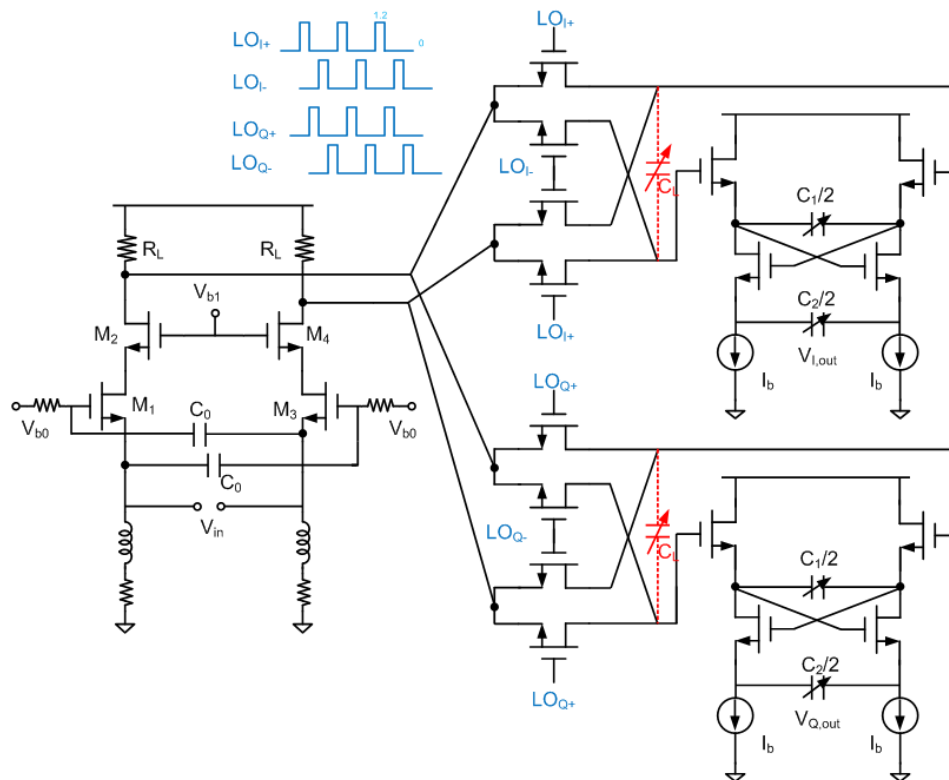 LOI+
1.2
0
LOI-
LOQ+
LOQ-
LOI+
LOI-
CL
LOI+
C1/2
C2/2
VI,out
Ib
Ib
RL
RL
Vb1
M2
M4
M1
M3
Vb0
Vb0
C0
C0
Vin
LOQ+
LOQ-
CL
LOQ+
C1/2
C2/2
VQ,out
Ib
Ib